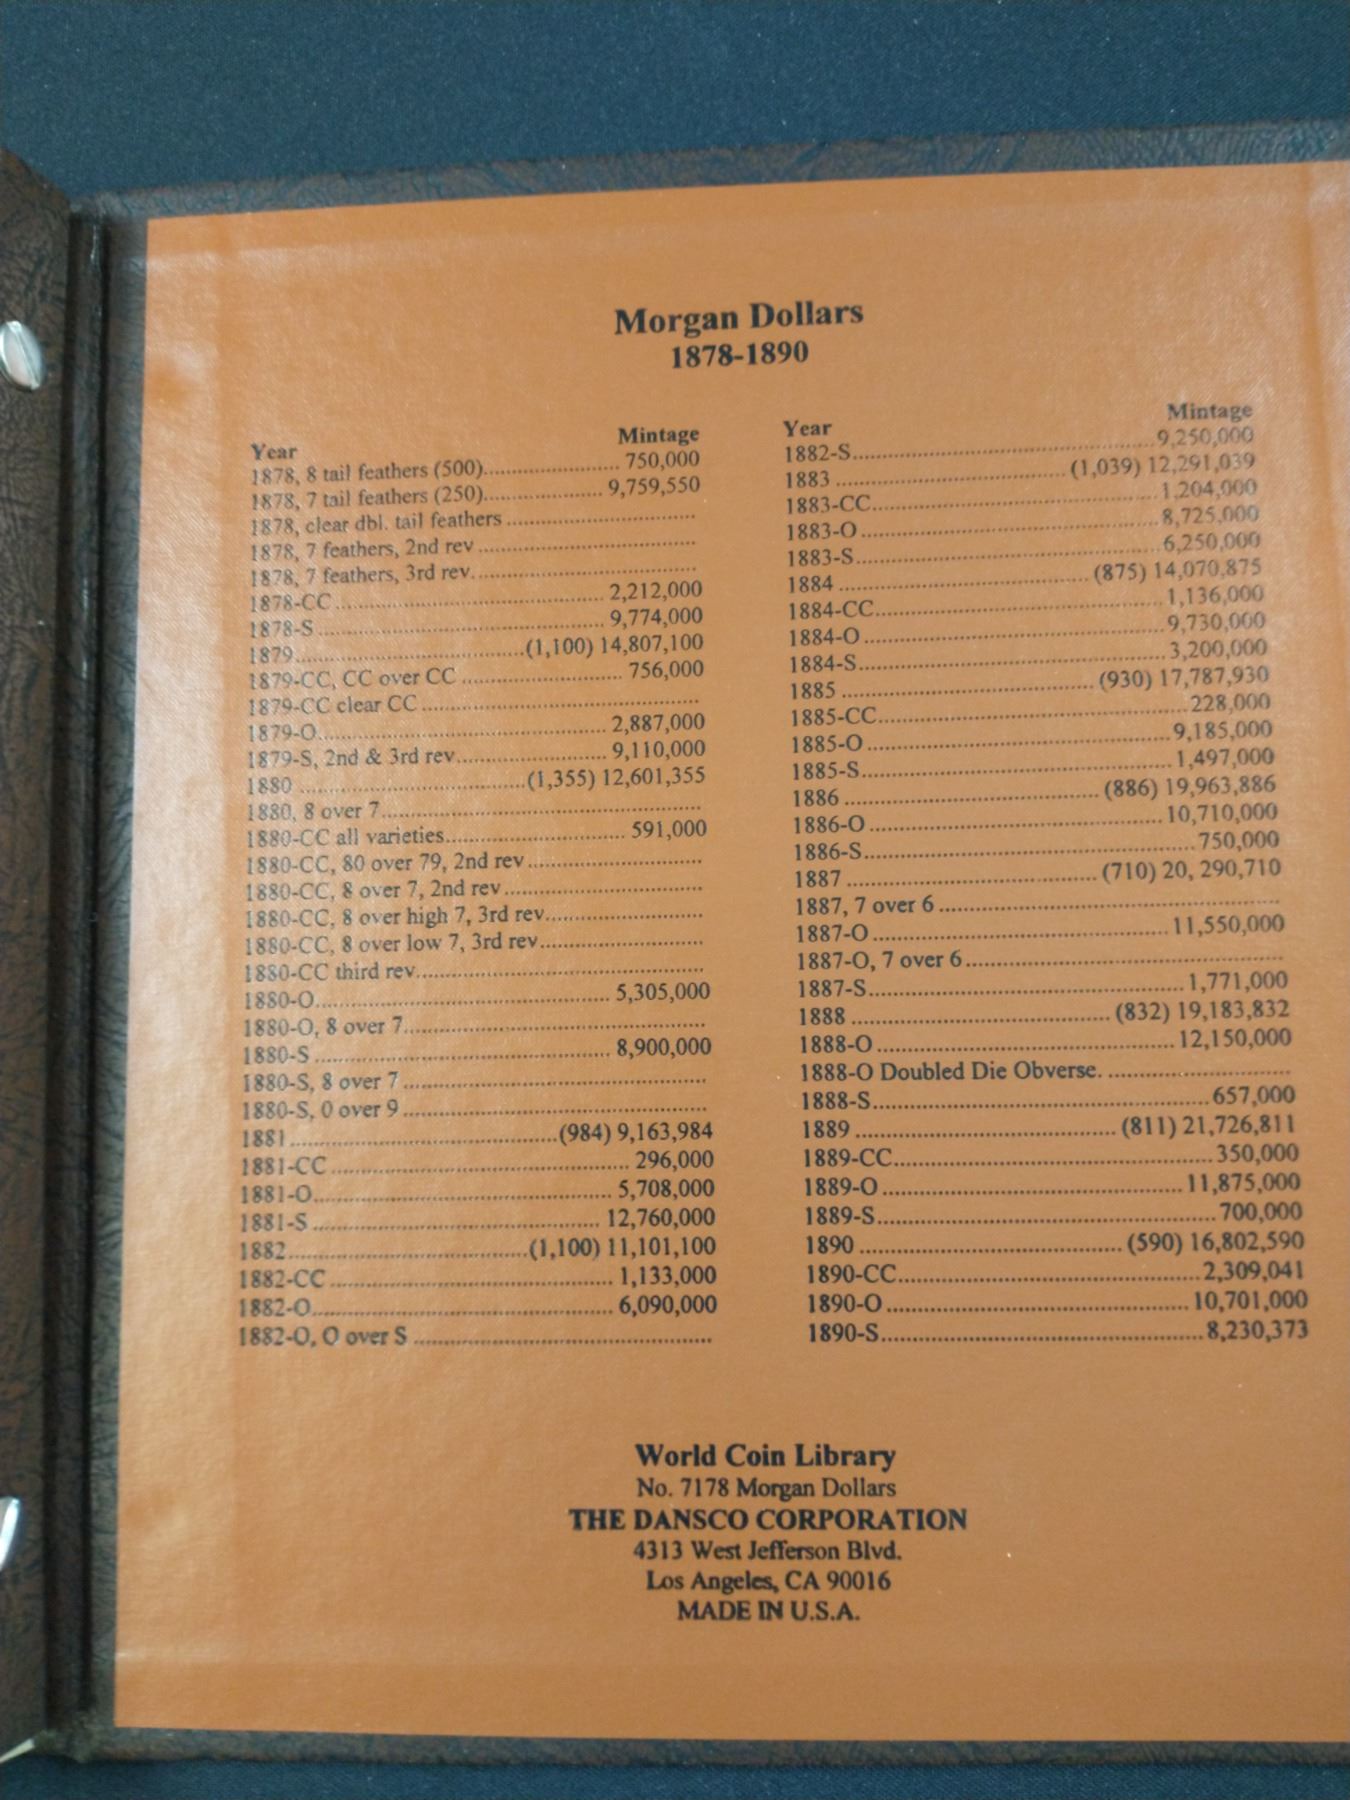 Morgan Dollars
1878-1890
Year Mintage
1878, 8 tail feathers (500)..................... 750,000
1878, 7 tail feathers (250)................... 9,759,550
1878, clear dbl. tail feathers ..............................
1878, 7 feathers, 2nd rev ...................................
1878, 7 feathers, 3rd rev....................................
1878-CC ........................................... 2,212,000
1878-S .............................................. 9,774,000
1879....................................(1,100) 14,807,100
1879-CC, CC over CC ......................... 756,000
1879-CC clear CC ............................................
1879-O.............................................. 2,887,000
1879-S, 2nd & 3rd rev........................ 9,110,000
1880 ....................................(1,355) 12,601,355
1880, 8 over 7...................................................
1880-CC all varieties............................ 591,000
1880-CC, 80 over 79, 2nd rev ............................
1880-CC, 8 over 7, 2nd rev ................................
1880-CC, 8 over high 7, 3rd rev.........................
1880-CC, 8 over low 7, 3rd rev..........................
1880-CC third rev..............................................
1880-O.............................................. 5,305,000
1880-O, 8 over 7................................................
1880-S .............................................. 8,900,000
1880-S, 8 over 7 ................................................
1880-S, 0 over 9 ................................................
1881..........................................(984) 9,163,984
1881-CC ............................................... 296,000
1881-O.............................................. 5,708,000
1881-S ............................................ 12,760,000
1882......................................(1,100) 11,101,100
1882-CC ............................................ 1,133,000
1882-O............................................... 6,090,000
1882-O, O over S ..............................................
Year Mintage
1882-S................................................9,250,000
1883 .....................................(1,039) 12,291,039
1883-CC.............................................1,204,000
1883-O ...............................................8,725,000
1883-S................................................6,250,000
1884 ........................................(875) 14,070,875
1884-CC..............................................1,136,000
1884-O ................................................9,730,000
1884-S.................................................3,200,000
1885 ........................................(930) 17,787,930
1885-CC.................................................228,000
1885-O ................................................9,185,000
1885-S................................................. 1,497,000
1886 ........................................ (886) 19,963,886
1886-O ...............................................10,710,000
1886-S.....................................................750,000
1887 ....................................... (710) 20, 290,710
1887, 7 over 6 ......................................................
1887-O ............................................... 11,550,000
1887-O, 7 over 6..................................................
1887-S..................................................1,771,000
1888 ......................................... (832) 19,183,832
1888-O ............................................... 12,150,000
1888-O Doubled Die Obverse. .............................
1888-S.....................................................657,000
1889 ......................................... (811) 21,726,811
1889-CC...................................................350,000
1889-O .................................................11,875,000
1889-S.......................................................700,000
1890 ......................................... (590) 16,802,590
1890-CC................................................2,309,041
1890-O .................................................10,701,000
1890-S...................................................8,230,373
World Coin Library
No. 7178 Morgan Dollars
THE DANSCO CORPORATION
4313 West Jefferson Blvd.
Los Angeles, CA 90016
MADE IN U.S.A.